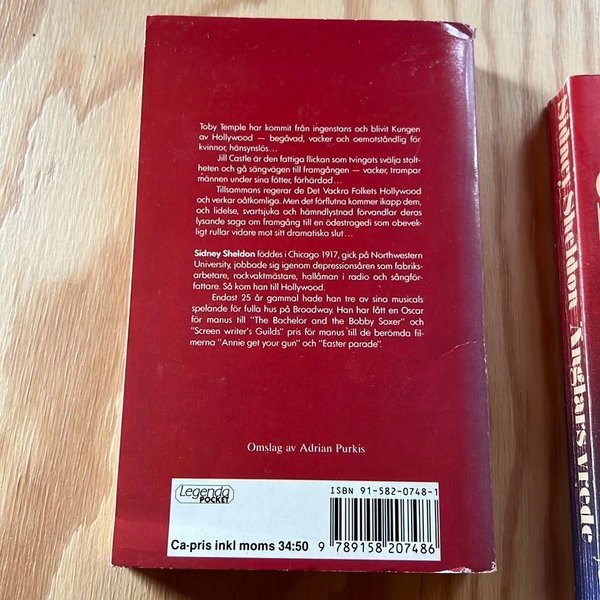 Toby Temple har kommit från ingenstans och blivit Kungen
av Hollywood — begåvad, vacker och oemotståndlig för
kvinnor, hänsynslös...
Jill Castle är den fattiga flickan som tvingats svälja stolt-
heten och gå sängvägen till framgången — vacker, trampar
männen under sina fötter, förhärdad...
Tillsammans regerar de Det Vackra Folkets Hollywood
och verkar oåtkomliga. Men det förflutna kommer ikapp dem,
och lidelse, svartsjuka och hämndlystnad förvandlar deras
lysande saga om framgång till en ödestragedi som obevek-
ligt rullar vidare mot sitt dramatiska slut...
Sidney Sheldon föddes i Chicago 1917, gick på Northwestern
University, jobbade sig igenom depressionsåren som fabriks-
arbetare, rockvaktmästare, hallåman i radio och sångför-
fattare. Så kom han till Hollywood.
Endast 25 år gammal hade han tre av sina musicals
spelande för fulla hus på Broadway. Han har fått en Oscar
för manus till "The Bachelor and the Bobby Soxer" och
"Screen writer's Guilds" pris för manus till de berömda fil-
merna "Annie get your gun" och "Easter parade".
Omslag av Adrian Purkis
Legenda
POCKET
ISBN 91-582-0748-1
Ca-pris inkl moms 34:50
9 789158 207486
Sidney Sheldon Änglars vrede